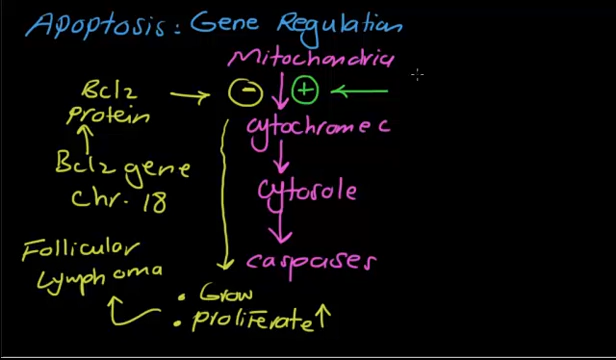 Apoptosis: Gene Regulation
Mitochondria
Bcl2
protein
→ ⊖ ↓ ⊕ ←
cytochrome c
Bcl2 gene
chr. 18
cytosole
Follicular
Lymphoma
caspases
• Grow
• proliferate ↑